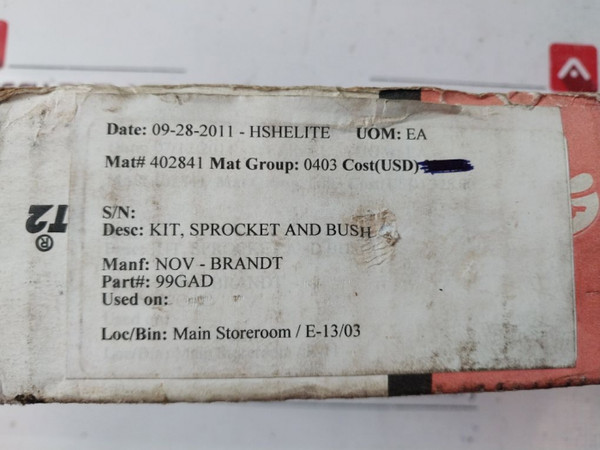 Date: 09-28-2011 - HSHELITE UOM: EA
Mat# 402841 Mat Group: 0403 Cost(USD)
S/N:
Desc: KIT, SPROCKET AND BUSH
Manf: NOV - BRANDT
Part#: 99GAD
Used on:
Loc/Bin: Main Storeroom / E-13/03
T2®